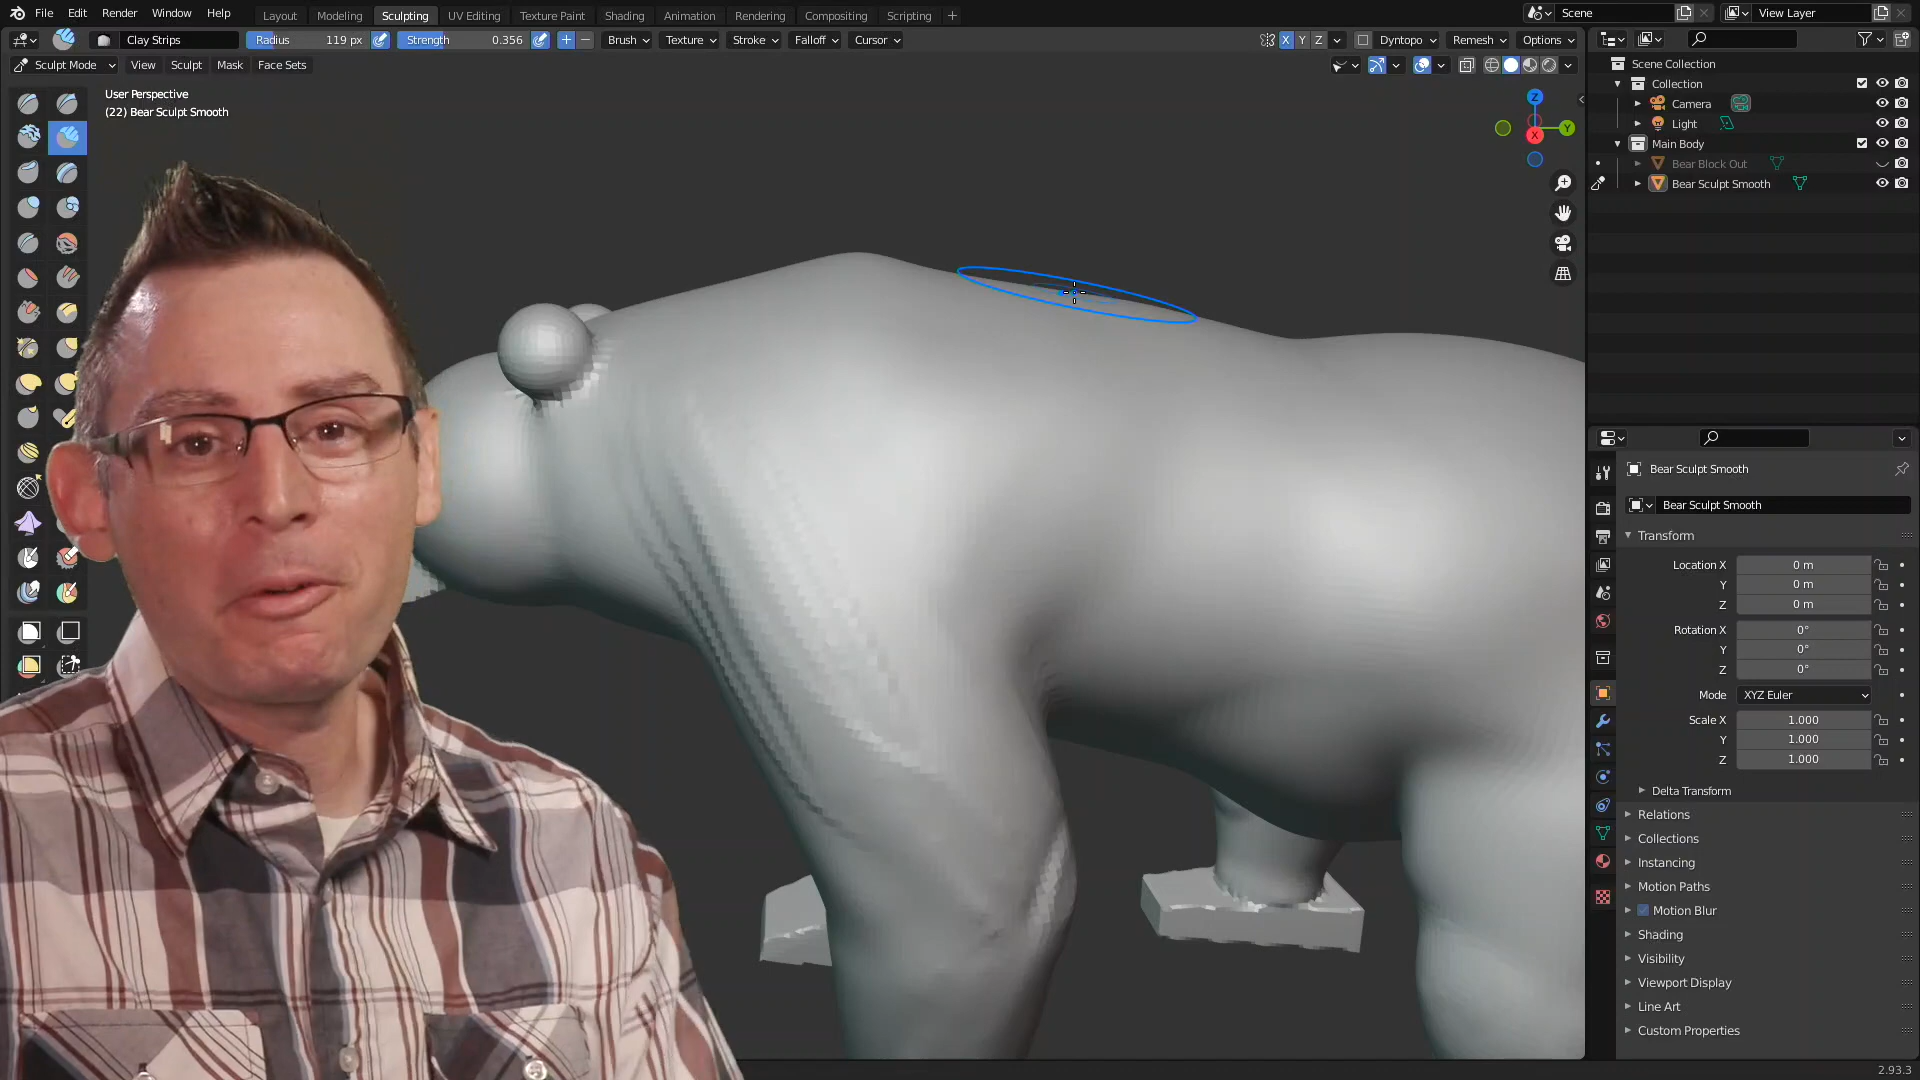 File Edit Render Window Help Layout Modeling Sculpting UV Editing Texture Paint Shading Animation Rendering Compositing Scripting + Scene View Layer
Clay Strips Radius 119 px Strength 0.356 Brush Texture Stroke Falloff Cursor X Y Z Dyntopo Remesh Options
Sculpt Mode View Sculpt Mask Face Sets
User Perspective
(22) Bear Sculpt Smooth
Z
Y
X
Scene Collection
Collection
Camera
Light
Main Body
Bear Block Out
Bear Sculpt Smooth
Bear Sculpt Smooth
Bear Sculpt Smooth
Transform
Location X 0 m
Y 0 m
Z 0 m
Rotation X 0°
Y 0°
Z 0°
Mode XYZ Euler
Scale X 1.000
Y 1.000
Z 1.000
Delta Transform
Relations
Collections
Instancing
Motion Paths
Motion Blur
Shading
Visibility
Viewport Display
Line Art
Custom Properties
2.93.3